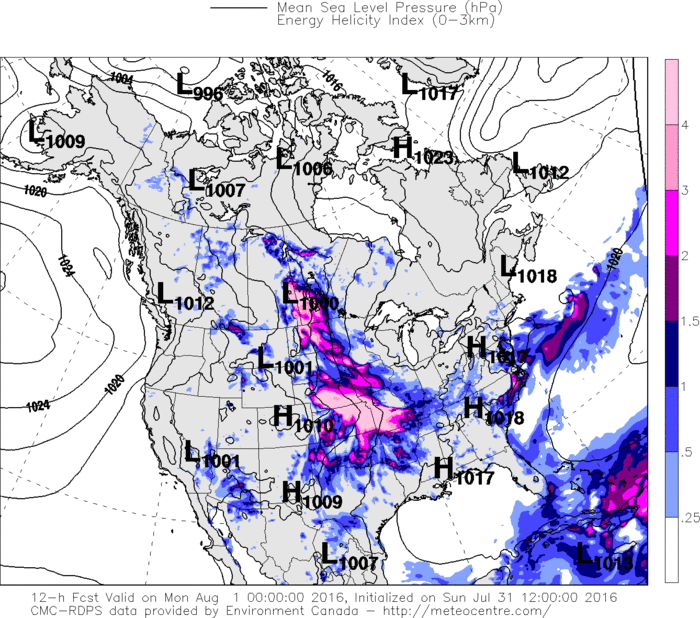 Mean Sea Level Pressure (hPa)
Energy Helicity Index (0-3km)
1004
L996
1016
L1017
L1009
L1006
H1023
L1012
1020
L1007
1024
L1018
1020
L1012
L1000
H1017
L1001
1020
1024
H1010
H1018
L1001
H1017
H1009
L1007
L1013
4
3
2
1.5
1
.5
.25
12-h Fcst Valid on Mon Aug 1 00:00:00 2016, Initialized on Sun Jul 31 12:00:00 2016
CMC-RDPS data provided by Environment Canada - http://meteocentre.com/